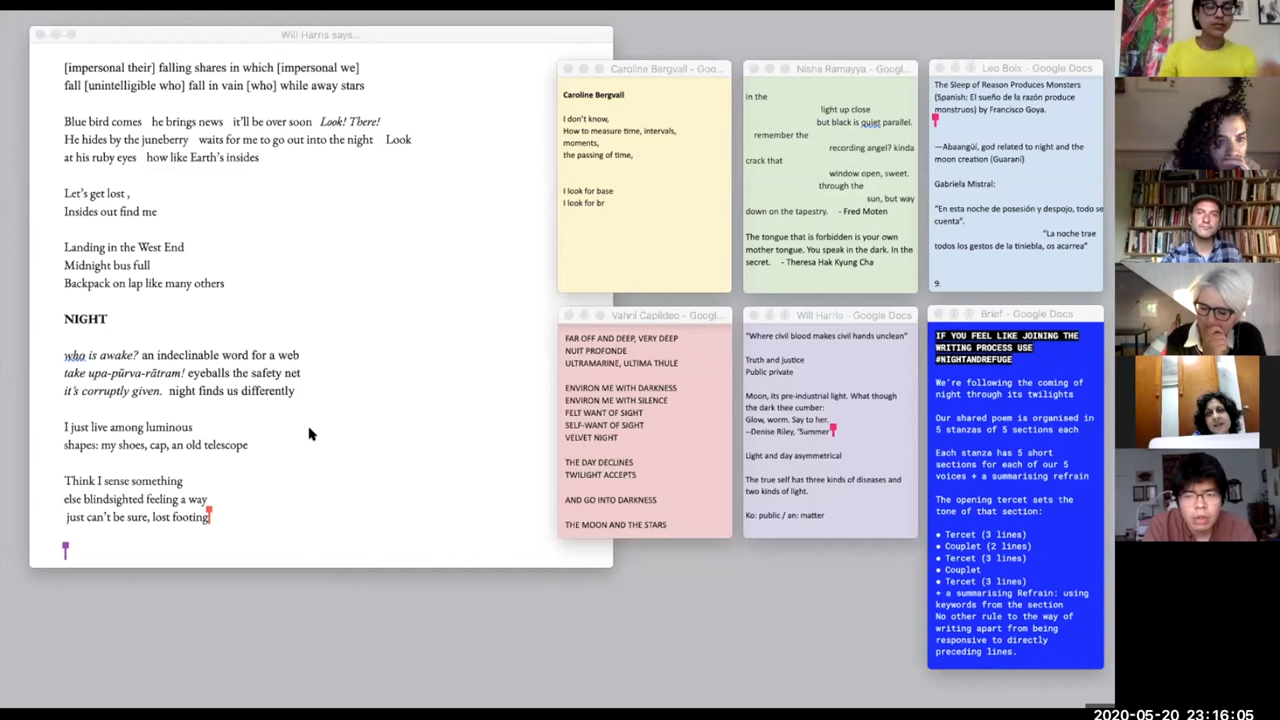 Will Harris says...
[impersonal their] falling shares in which [impersonal we]
fall [unintelligible who] fall in vain [who] while away stars
Blue bird comes he brings news it'll be over soon Look! There!
He hides by the juneberry waits for me to go out into the night Look
at his ruby eyes how like Earth's insides
Let's get lost ,
Insides out find me
Landing in the West End
Midnight bus full
Backpack on lap like many others
NIGHT
who is awake? an indeclinable word for a web
take upa-pūrva-rātram! eyeballs the safety net
it's corruptly given. night finds us differently
I just live among luminous
shapes: my shoes, cap, an old telescope
Think I sense something
else blindsighted feeling a way
just can't be sure, lost footing
Caroline Bergvall - Goo...
Caroline Bergvall
I don't know,
How to measure time, intervals,
moments,
the passing of time,
I look for base
I look for br
Nisha Ramayya - Googl...
in the
light up close
but black is quiet parallel.
remember the
recording angel? kinda
crack that
window open, sweet.
through the
sun, but way
down on the tapestry. - Fred Moten
The tongue that is forbidden is your own
mother tongue. You speak in the dark. In the
secret. - Theresa Hak Kyung Cha
Leo Boix - Google Docs
The Sleep of Reason Produces Monsters
(Spanish: El sueño de la razón produce
monstruos) by Francisco Goya.
—Abaangüí, god related to night and the
moon creation (Guaraní)
Gabriela Mistral:
"En esta noche de posesión y despojo, todo se
cuenta".
"La noche trae
todos los gestos de la tiniebla, os acarrea"
9.
Vahni Capildeo - Googl...
FAR OFF AND DEEP, VERY DEEP
NUIT PROFONDE
ULTRAMARINE, ULTIMA THULE
ENVIRON ME WITH DARKNESS
ENVIRON ME WITH SILENCE
FELT WANT OF SIGHT
SELF-WANT OF SIGHT
VELVET NIGHT
THE DAY DECLINES
TWILIGHT ACCEPTS
AND GO INTO DARKNESS
THE MOON AND THE STARS
Will Harris - Google Docs
"Where civil blood makes civil hands unclean"
Truth and justice
Public private
Moon, its pre-industrial light. What though
the dark thee cumber:
Glow, worm. Say to her.
--Denise Riley, 'Summer'
Light and day asymmetrical
The true self has three kinds of diseases and
two kinds of light.
Ko: public / an: matter
Brief - Google Docs
IF YOU FEEL LIKE JOINING THE
WRITING PROCESS USE
#NIGHTANDREFUGE
We're following the coming of
night through its twilights
Our shared poem is organised in
5 stanzas of 5 sections each
Each stanza has 5 short
sections for each of our 5
voices + a summarising refrain
The opening tercet sets the
tone of that section:
● Tercet (3 lines)
● Couplet (2 lines)
● Tercet (3 lines)
● Couplet
● Tercet (3 lines)
+ a summarising Refrain: using
keywords from the section
No other rule to the way of
writing apart from being
responsive to directly
preceding lines.
2020-05-20 23:16:05